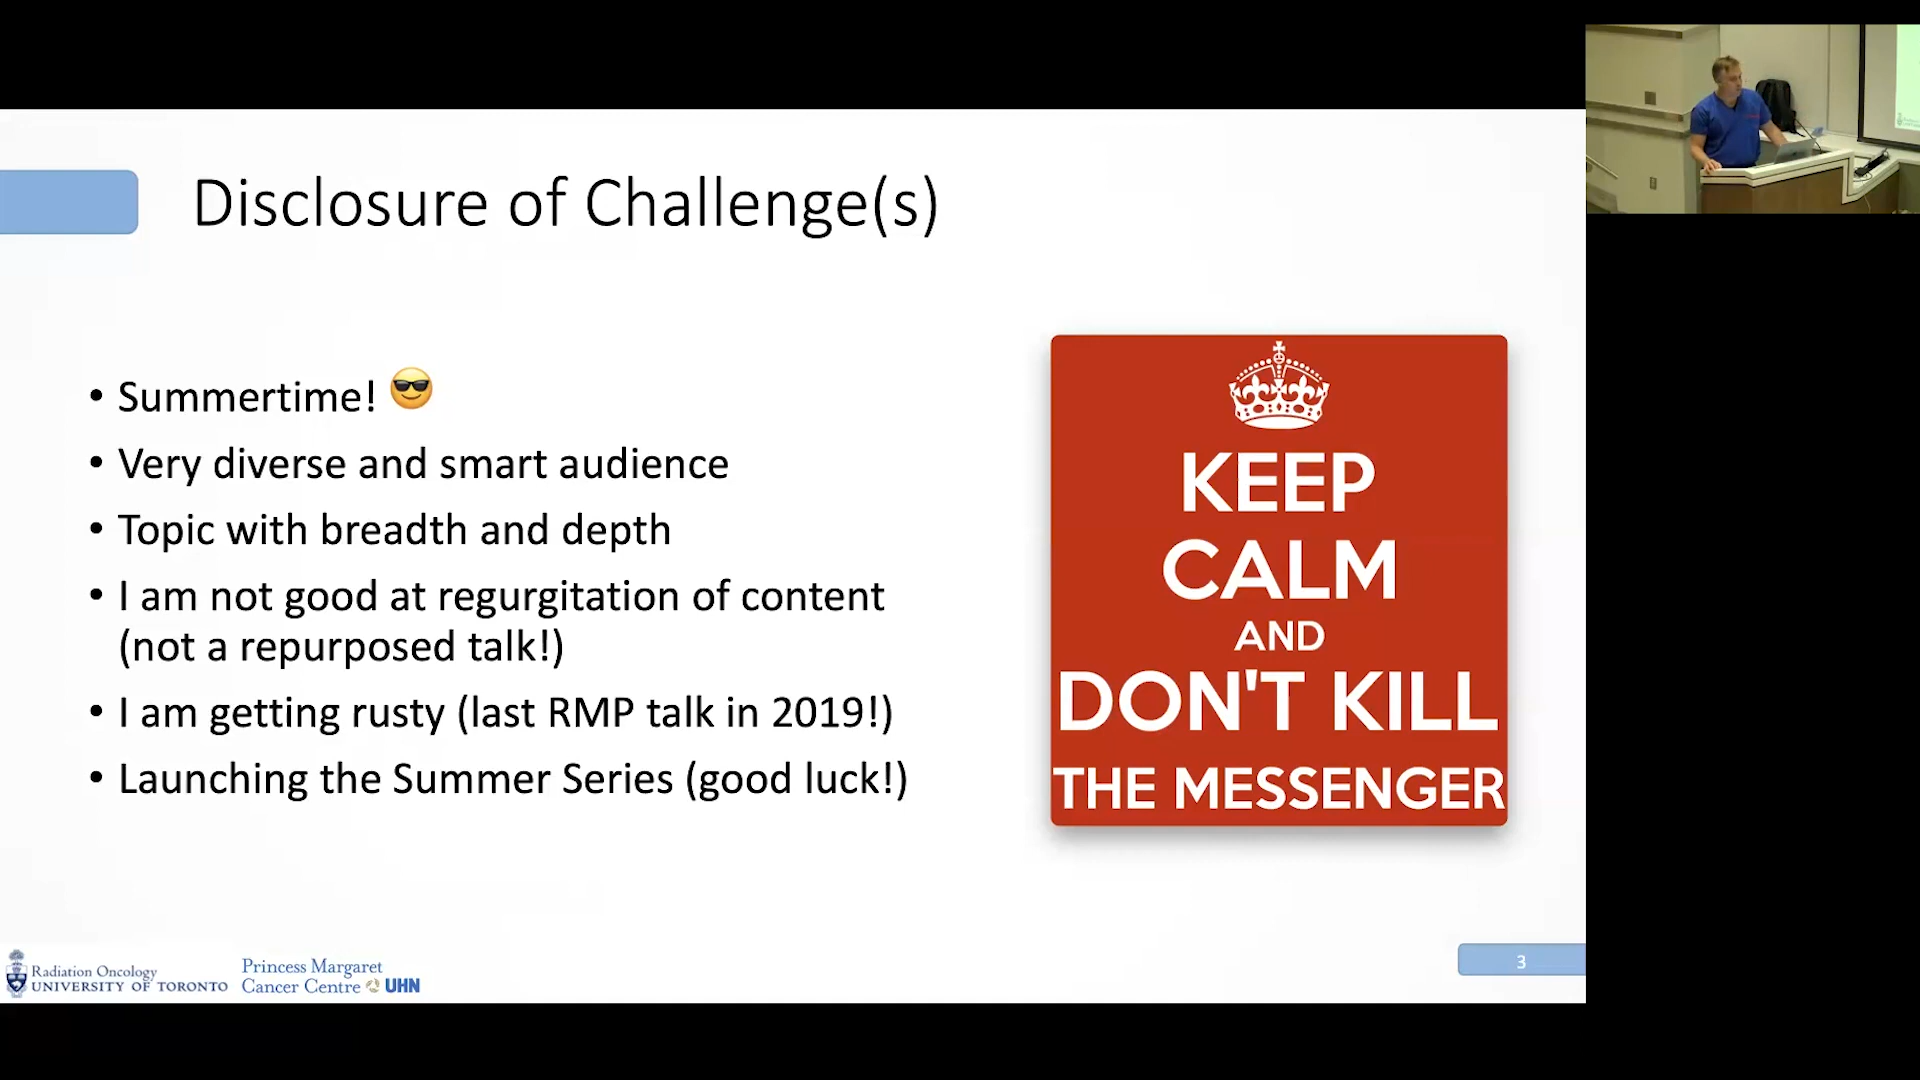 Disclosure of Challenge(s)
• Summertime! 😎
• Very diverse and smart audience
• Topic with breadth and depth
• I am not good at regurgitation of content
(not a repurposed talk!)
• I am getting rusty (last RMP talk in 2019!)
• Launching the Summer Series (good luck!)
KEEP
CALM
AND
DON'T KILL
THE MESSENGER
Radiation Oncology
UNIVERSITY OF TORONTO
Princess Margaret
Cancer Centre UHN
3